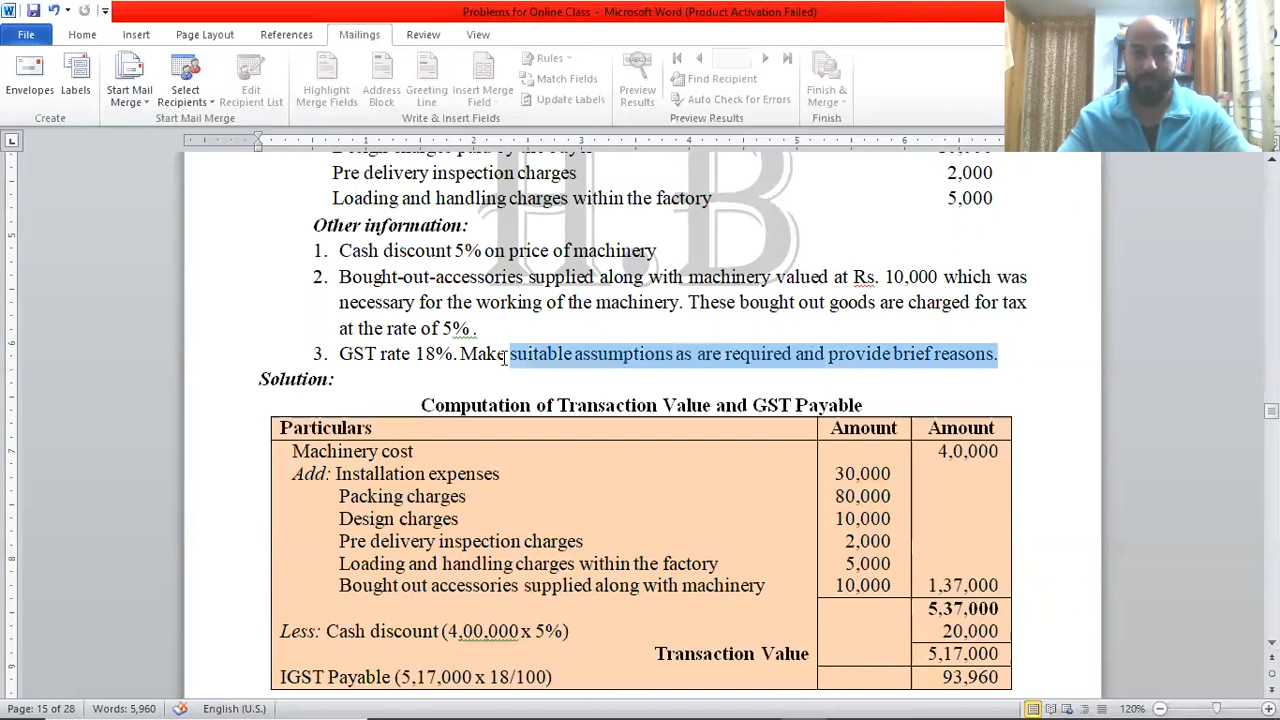 Problems for Online Class - Microsoft Word (Product Activation Failed)
File Home Insert Page Layout References Mailings Review View
Envelopes Labels Start Mail Merge Select Recipients Edit Recipient List Highlight Merge Fields Address Block Greeting Line Insert Merge Field Rules Match Fields Update Labels Preview Results Find Recipient Auto Check for Errors Finish & Merge
Create Start Mail Merge Write & Insert Fields Preview Results Finish
1 2 3 4 5 6
Pre delivery inspection charges 2,000
Loading and handling charges within the factory 5,000
H.B
Other information:
1. Cash discount 5% on price of machinery
2. Bought-out-accessories supplied along with machinery valued at Rs. 10,000 which was
necessary for the working of the machinery. These bought out goods are charged for tax
at the rate of 5% .
3. GST rate 18%. Make suitable assumptions as are required and provide brief reasons.
Solution:
Computation of Transaction Value and GST Payable
Particulars Amount Amount
Machinery cost 4,0,000
Add: Installation expenses 30,000
Packing charges 80,000
Design charges 10,000
Pre delivery inspection charges 2,000
Loading and handling charges within the factory 5,000
Bought out accessories supplied along with machinery 10,000 1,37,000
5,37,000
Less: Cash discount (4,00,000 x 5%) 20,000
Transaction Value 5,17,000
IGST Payable (5,17,000 x 18/100) 93,960
Page: 15 of 28 Words: 5,960 English (U.S.) 120%